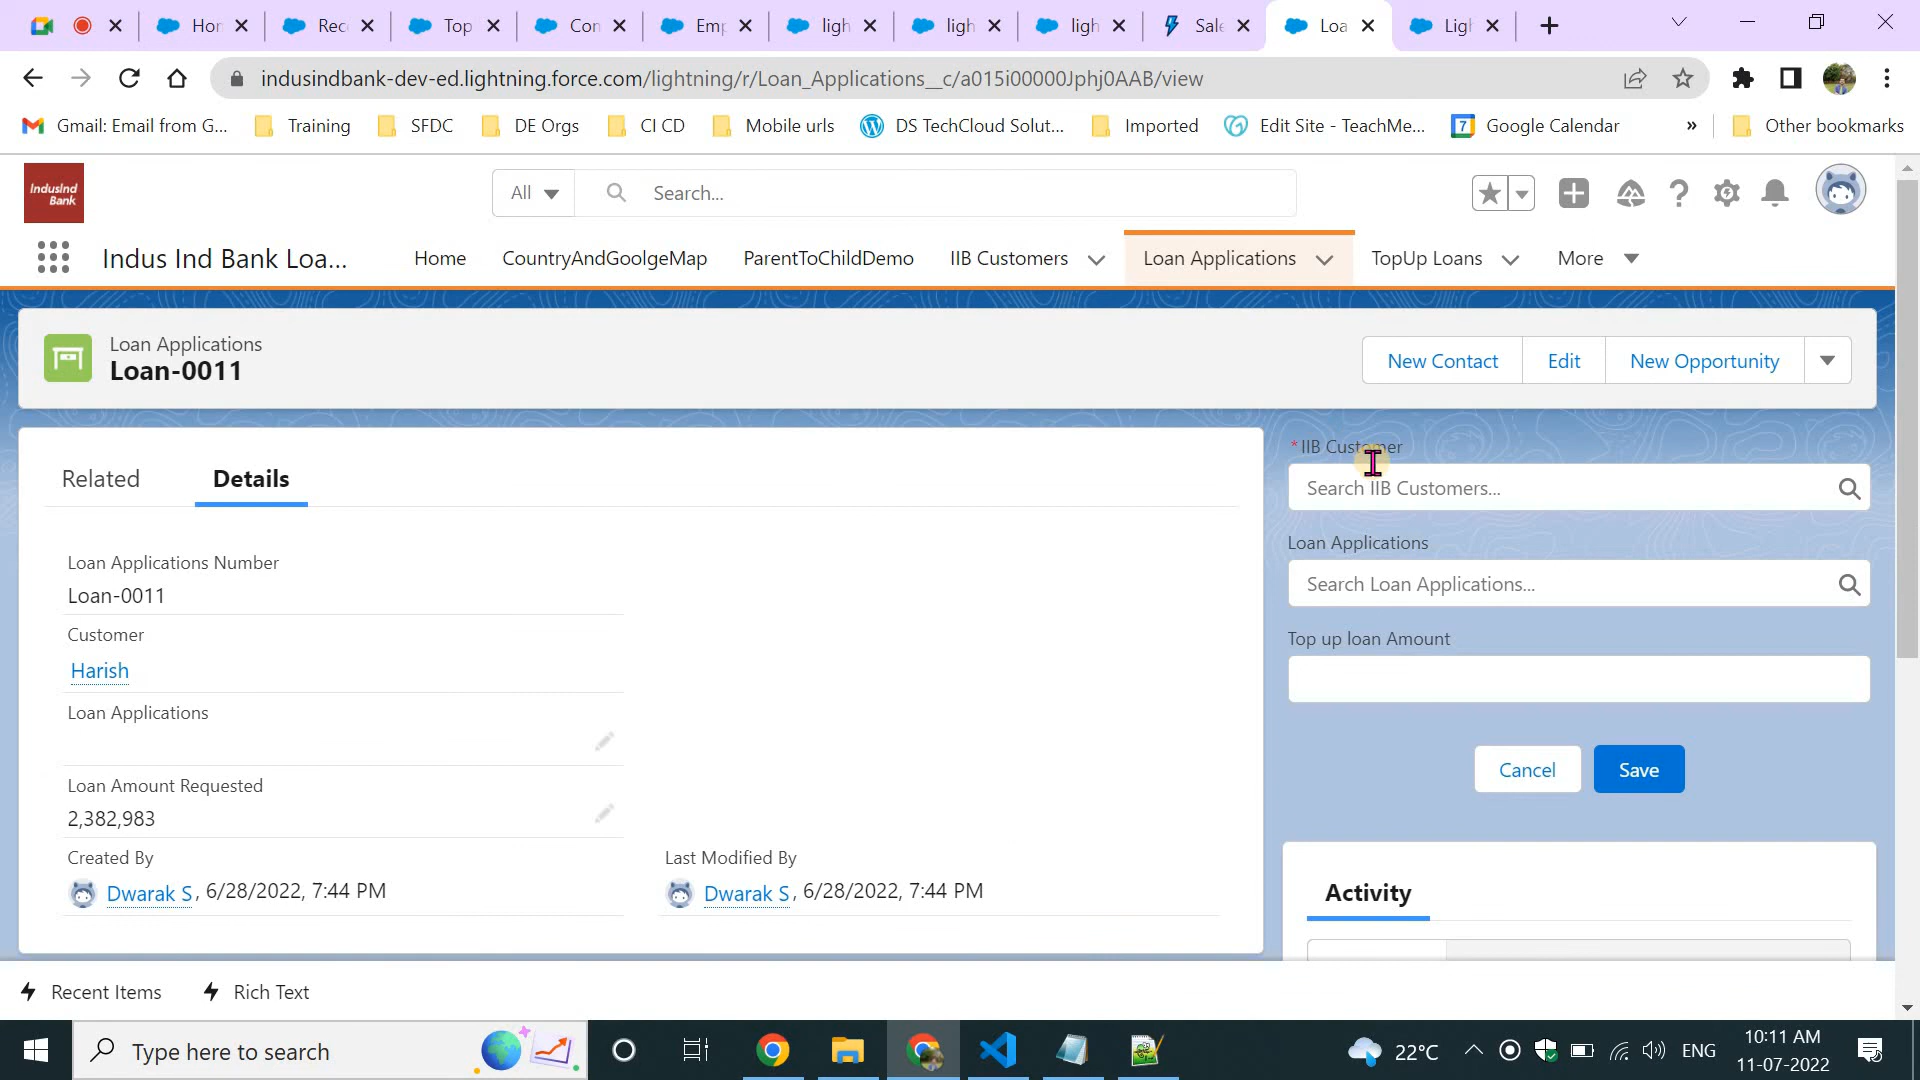 Hor
Rec
Top
Con
Emp
ligh
ligh
ligh
Sale
Loa
Ligh
indusindbank-dev-ed.lightning.force.com/lightning/r/Loan_Applications__c/a015i00000Jphj0AAB/view
Gmail: Email from G...
Training
SFDC
DE Orgs
CI CD
Mobile urls
DS TechCloud Solut...
Imported
Edit Site - TeachMe...
7
Google Calendar
»
Other bookmarks
IndusInd
Bank
All
Search...
Indus Ind Bank Loa...
Home
CountryAndGoolgeMap
ParentToChildDemo
IIB Customers
Loan Applications
TopUp Loans
More
Loan Applications
Loan-0011
New Contact
Edit
New Opportunity
Related
Details
Loan Applications Number
Loan-0011
Customer
Harish
Loan Applications
Loan Amount Requested
2,382,983
Created By
Dwarak S, 6/28/2022, 7:44 PM
Last Modified By
Dwarak S, 6/28/2022, 7:44 PM
*IIB Customer
Search IIB Customers...
Loan Applications
Search Loan Applications...
Top up loan Amount
Cancel
Save
Activity
Recent Items
Rich Text
Type here to search
22°C
ENG
10:11 AM
11-07-2022